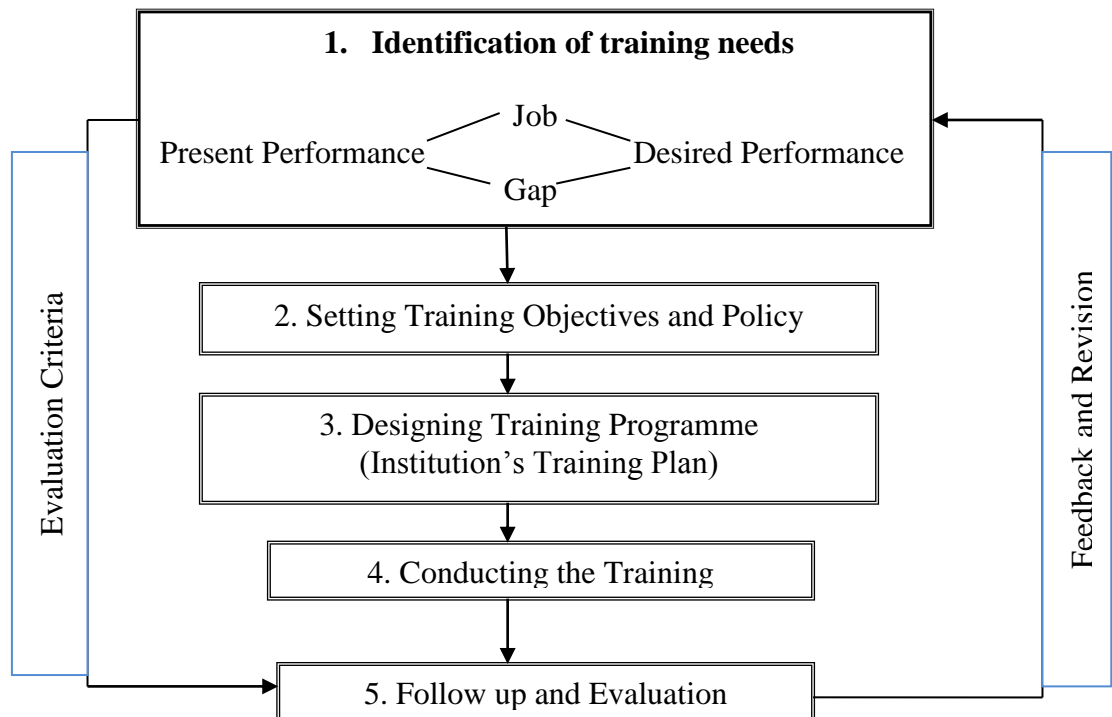 1. Identification of training needs
Job
Present Performance
Desired Performance
Gap
2. Setting Training Objectives and Policy
3. Designing Training Programme
(Institution’s Training Plan)
4. Conducting the Training
5. Follow up and Evaluation
Evaluation Criteria
Feedback and Revision